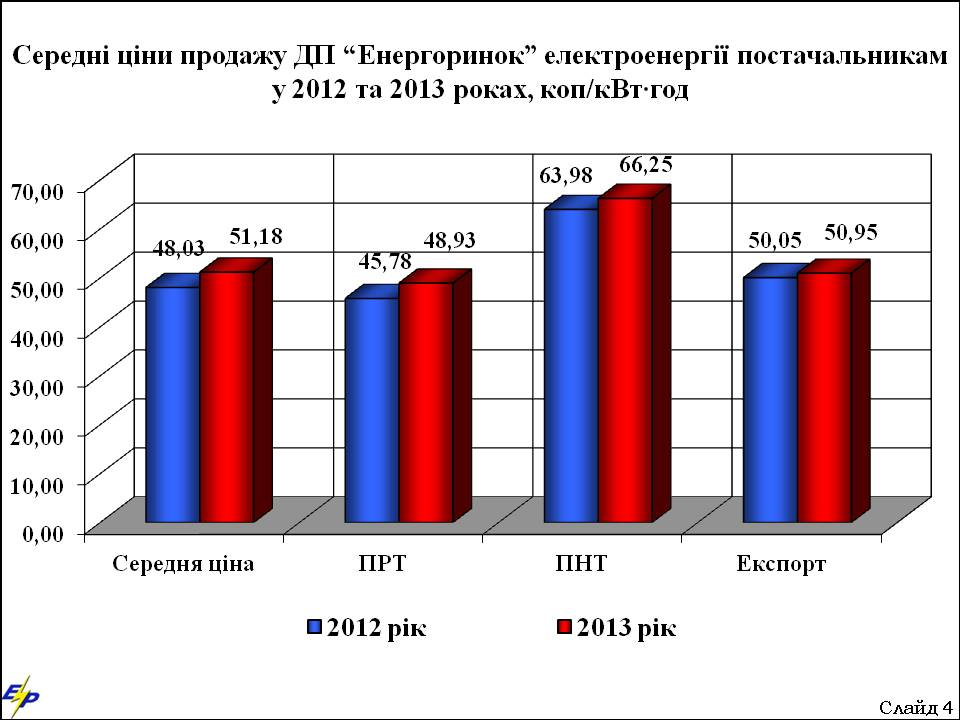 Середні ціни продажу ДП “Енергоринок” електроенергії постачальникам
у 2012 та 2013 роках, коп/кВт·год
70,00
60,00
50,00
40,00
30,00
20,00
10,00
0,00
48,03
51,18
45,78
48,93
63,98
66,25
50,05
50,95
Середня ціна
ПРТ
ПНТ
Експорт
2012 рік
2013 рік
ЕР
Слайд 4